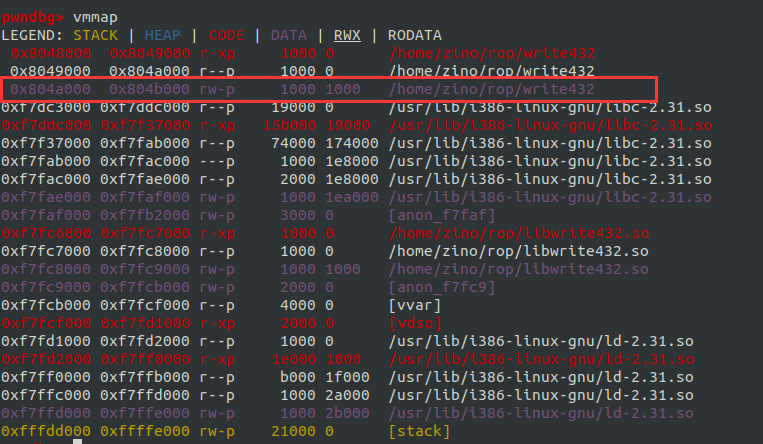 pwndbg> vmmap
LEGEND: STACK | HEAP | CODE | DATA | RWX | RODATA
0x8048000 0x8049000 r-xp 1000 0 /home/zino/rop/write432
0x8049000 0x804a000 r--p 1000 0 /home/zino/rop/write432
0x804a000 0x804b000 rw-p 1000 1000 /home/zino/rop/write432
0xf7dc3000 0xf7ddc000 r--p 19000 0 /usr/lib/i386-linux-gnu/libc-2.31.so
0xf7ddc000 0xf7f37000 r-xp 15b000 19000 /usr/lib/i386-linux-gnu/libc-2.31.so
0xf7f37000 0xf7fab000 r--p 74000 174000 /usr/lib/i386-linux-gnu/libc-2.31.so
0xf7fab000 0xf7fac000 ---p 1000 1e8000 /usr/lib/i386-linux-gnu/libc-2.31.so
0xf7fac000 0xf7fae000 r--p 2000 1e8000 /usr/lib/i386-linux-gnu/libc-2.31.so
0xf7fae000 0xf7faf000 rw-p 1000 1ea000 /usr/lib/i386-linux-gnu/libc-2.31.so
0xf7faf000 0xf7fb2000 rw-p 3000 0 [anon_f7faf]
0xf7fc6000 0xf7fc7000 r-xp 1000 0 /home/zino/rop/libwrite432.so
0xf7fc7000 0xf7fc8000 r--p 1000 0 /home/zino/rop/libwrite432.so
0xf7fc8000 0xf7fc9000 rw-p 1000 1000 /home/zino/rop/libwrite432.so
0xf7fc9000 0xf7fcb000 rw-p 2000 0 [anon_f7fc9]
0xf7fcb000 0xf7fcf000 r--p 4000 0 [vvar]
0xf7fcf000 0xf7fd1000 r-xp 2000 0 [vdso]
0xf7fd1000 0xf7fd2000 r--p 1000 0 /usr/lib/i386-linux-gnu/ld-2.31.so
0xf7fd2000 0xf7ff0000 r-xp 1e000 1000 /usr/lib/i386-linux-gnu/ld-2.31.so
0xf7ff0000 0xf7ffb000 r--p b000 1f000 /usr/lib/i386-linux-gnu/ld-2.31.so
0xf7ffc000 0xf7ffd000 r--p 1000 2a000 /usr/lib/i386-linux-gnu/ld-2.31.so
0xf7ffd000 0xf7ffe000 rw-p 1000 2b000 /usr/lib/i386-linux-gnu/ld-2.31.so
0xfffdd000 0xffffe000 rw-p 21000 0 [stack]